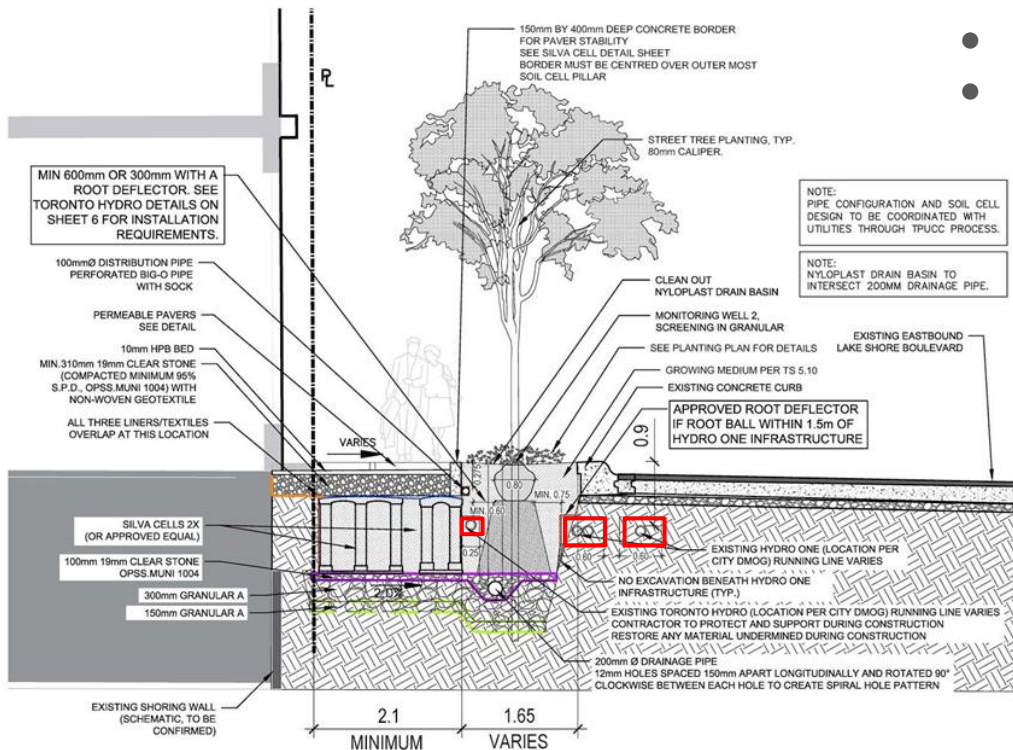 150mm BY 400mm DEEP CONCRETE BORDER
FOR PAVER STABILITY
SEE SILVA CELL DETAIL SHEET
BORDER MUST BE CENTRED OVER OUTER MOST
SOIL CELL PILLAR
PL
STREET TREE PLANTING, TYP.
80mm CALIPER.
MIN 600mm OR 300mm WITH A
ROOT DEFLECTOR. SEE
TORONTO HYDRO DETAILS ON
SHEET 6 FOR INSTALLATION
REQUIREMENTS.
NOTE:
PIPE CONFIGURATION AND SOIL CELL
DESIGN TO BE COORDINATED WITH
UTILITIES THROUGH TPUCC PROCESS.
NOTE:
NYLOPLAST DRAIN BASIN TO
INTERSECT 200MM DRAINAGE PIPE.
100mmØ DISTRIBUTION PIPE
PERFORATED BIG-O PIPE
WITH SOCK
PERMEABLE PAVERS
SEE DETAIL
10mm HPB BED
MIN.310mm 19mm CLEAR STONE
(COMPACTED MINIMUM 95%
S.P.D., OPSS.MUNI 1004) WITH
NON-WOVEN GEOTEXTILE
ALL THREE LINERS/TEXTILES
OVERLAP AT THIS LOCATION
VARIES
CLEAN OUT
NYLOPLAST DRAIN BASIN
MONITORING WELL 2,
SCREENING IN GRANULAR
SEE PLANTING PLAN FOR DETAILS
GROWING MEDIUM PER TS 5.10
EXISTING CONCRETE CURB
EXISTING EASTBOUND
LAKE SHORE BOULEVARD
APPROVED ROOT DEFLECTOR
IF ROOT BALL WITHIN 1.5m OF
HYDRO ONE INFRASTRUCTURE
0.9
0.275
0.80
MIN. 0.75
MIN. 0.60
0.25
0.60
0.60
SILVA CELLS 2X
(OR APPROVED EQUAL)
100mm 19mm CLEAR STONE
OPSS.MUNI 1004
300mm GRANULAR A
150mm GRANULAR A
2.0%
EXISTING HYDRO ONE (LOCATION PER
CITY DMOG) RUNNING LINE VARIES
NO EXCAVATION BENEATH HYDRO ONE
INFRASTRUCTURE (TYP.)
EXISTING TORONTO HYDRO (LOCATION PER CITY DMOG) RUNNING LINE VARIES
CONTRACTOR TO PROTECT AND SUPPORT DURING CONSTRUCTION
RESTORE ANY MATERIAL UNDERMINED DURING CONSTRUCTION
200mm Ø DRAINAGE PIPE
12mm HOLES SPACED 150mm APART LONGITUDINALLY AND ROTATED 90°
CLOCKWISE BETWEEN EACH HOLE TO CREATE SPIRAL HOLE PATTERN
EXISTING SHORING WALL
(SCHEMATIC, TO BE
CONFIRMED)
2.1
MINIMUM
1.65
VARIES